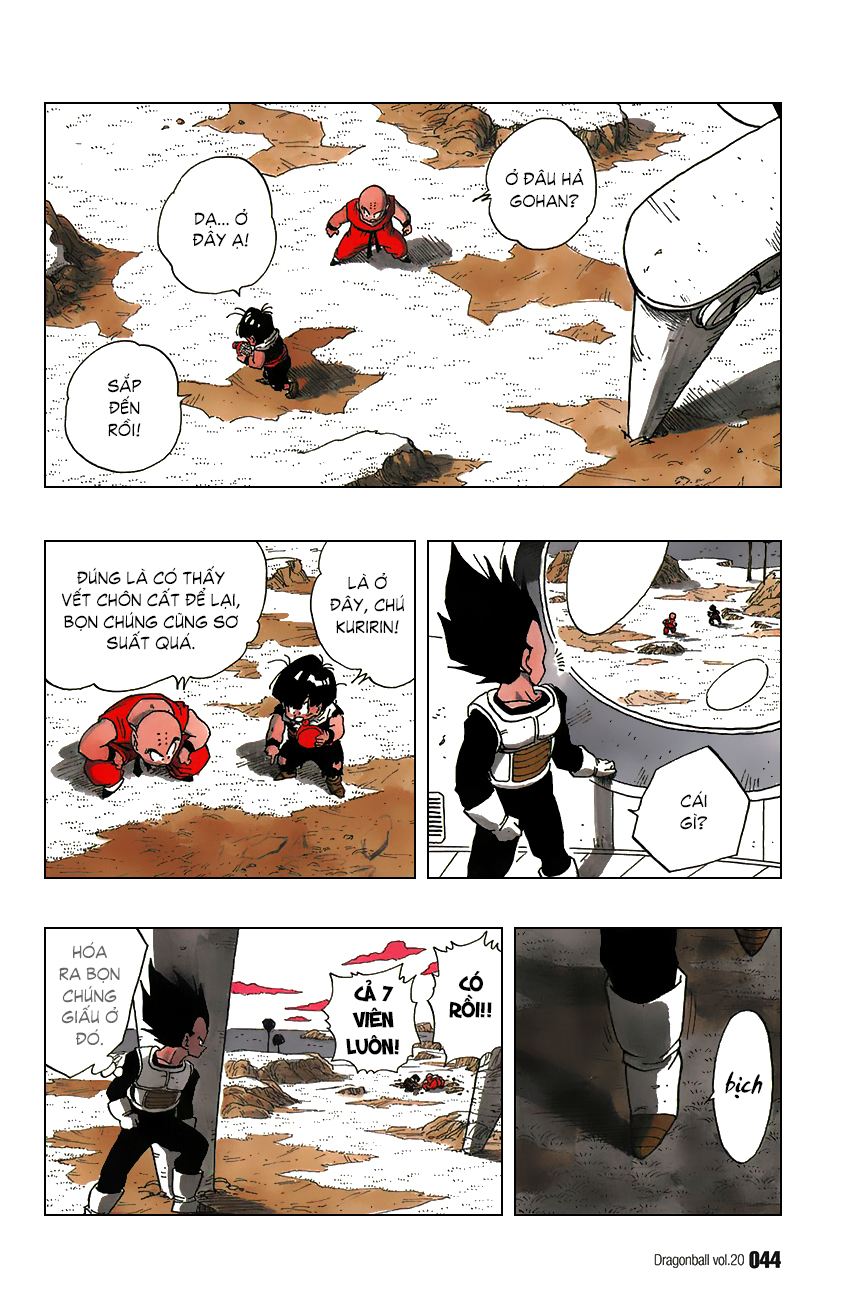 Ở ĐÂU HẢ
GOHAN?
DẠ... Ở
ĐÂY Ạ!
SẮP
ĐẾN
RỒI!
CÁI
GÌ?
LÀ Ở
ĐÂY, CHÚ
KURIRIN!
ĐÚNG LÀ CÓ THẤY
VẾT CHÔN CẤT ĐỂ LẠI,
BỌN CHÚNG CŨNG SƠ
SUẤT QUÁ.
bịch
CÓ
RỒI!!
CẢ 7
VIÊN
LUÔN!
HÓA
RA BỌN
CHÚNG
GIẤU Ở
ĐÓ.
Dragonball vol.20 044